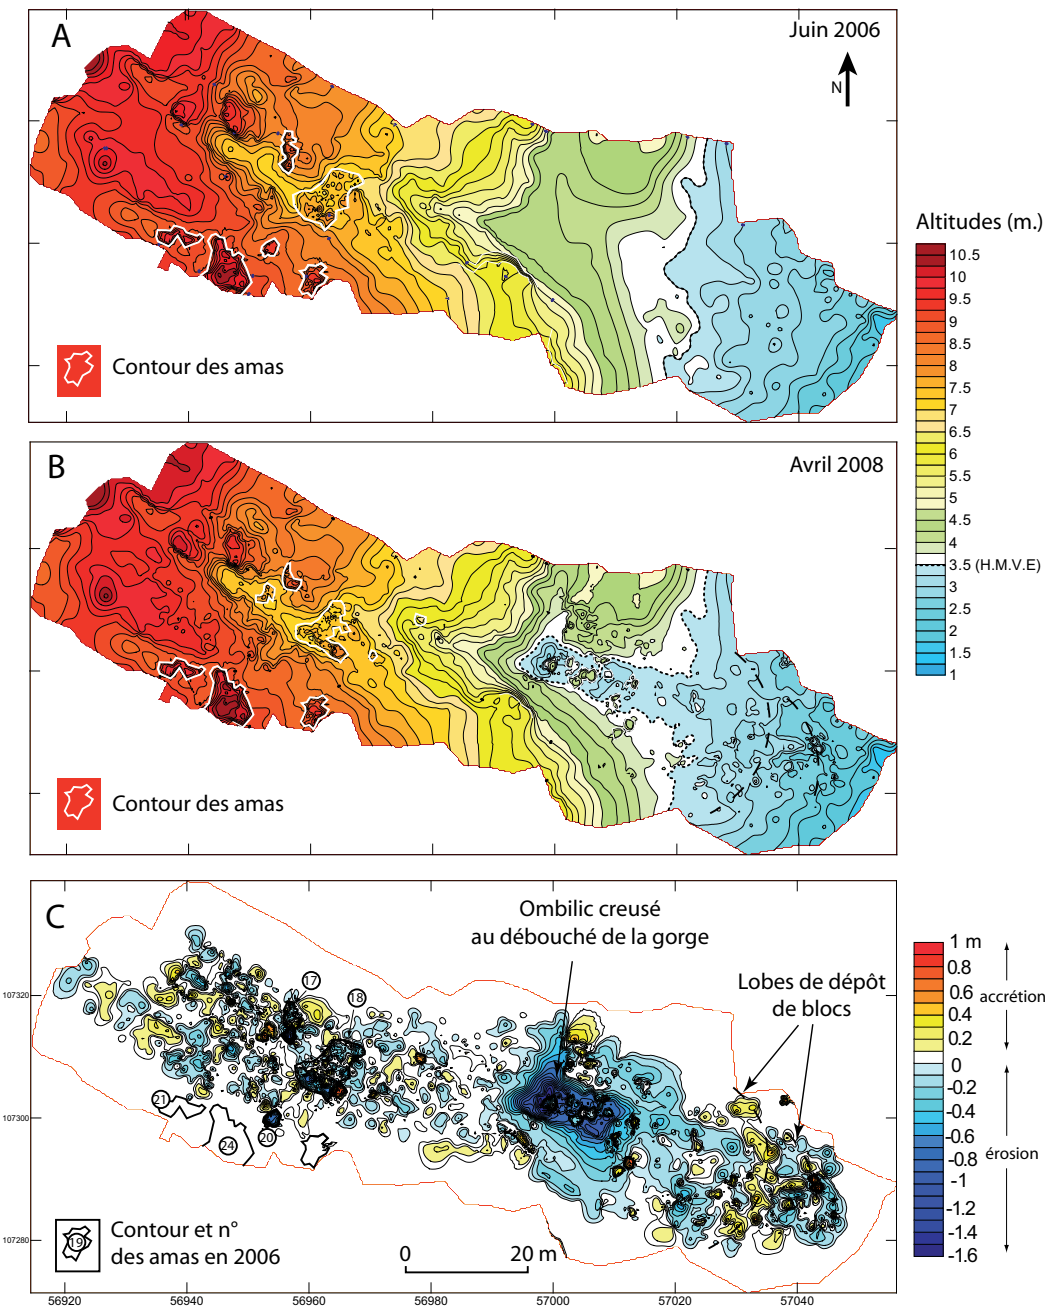 A
Juin 2006
N
Contour des amas
Altitudes (m.)
10.5
10
9.5
9
8.5
8
7.5
7
6.5
6
5.5
5
4.5
4
3.5 (H.M.V.E)
3
2.5
2
1.5
1
B
Avril 2008
Contour des amas
C
Ombilic creusé
au débouché de la gorge
Lobes de dépôt
de blocs
17
18
21
24
20
19
Contour et n°
des amas en 2006
0
20 m
107320
107300
107280
56920
56940
56960
56980
57000
57020
57040
1 m
0.8
0.6
0.4
0.2
0
-0.2
-0.4
-0.6
-0.8
-1
-1.2
-1.4
-1.6
accrétion
érosion